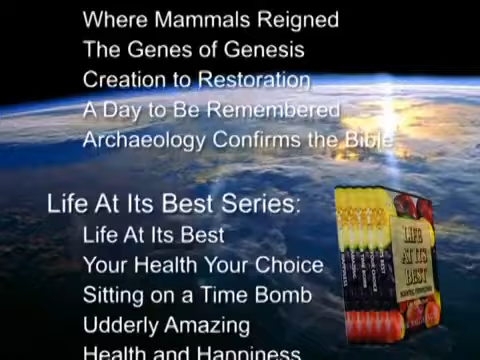 Where Mammals Reigned
The Genes of Genesis
Creation to Restoration
A Day to Be Remembered
Archaeology Confirms the Bible
Life At Its Best Series:
Life At Its Best
Your Health Your Choice
Sitting on a Time Bomb
Udderly Amazing
Health and Happiness
LIFE
AT ITS
BEST